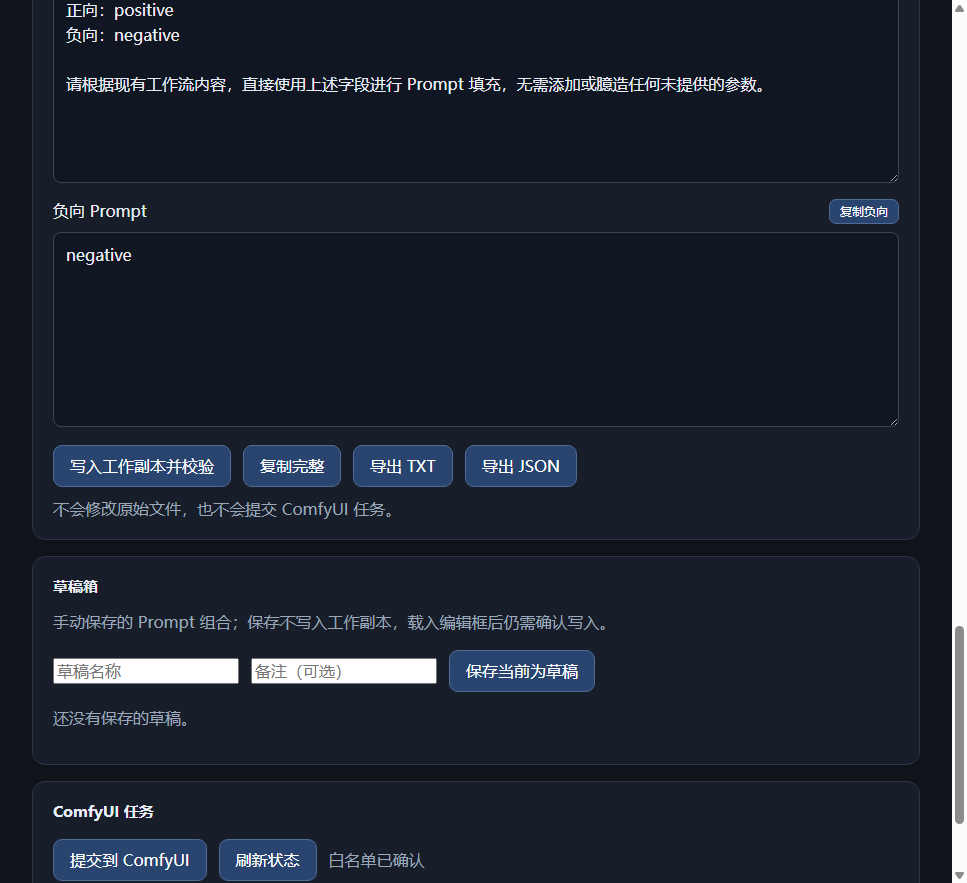 正向：positive
负向：negative
请根据现有工作流内容，直接使用上述字段进行 Prompt 填充，无需添加或臆造任何未提供的参数。
负向 Prompt
复制负向
negative
写入工作副本并校验
复制完整
导出 TXT
导出 JSON
不会修改原始文件，也不会提交 ComfyUI 任务。
草稿箱
手动保存的 Prompt 组合；保存不写入工作副本，载入编辑框后仍需确认写入。
草稿名称
备注（可选）
保存当前为草稿
还没有保存的草稿。
ComfyUI 任务
提交到 ComfyUI
刷新状态
白名单已确认